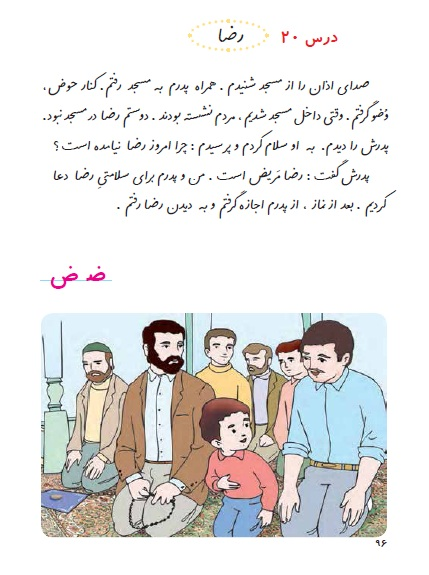 درس ۲۰ رضا
صدای اذان را از مسجد شنیدم . همراه پدرم به مسجد رفتم . کنار حوض ،
وُضو گرفتم . وقتی داخل مسجد شدیم ، مردم نشسته بودند . دوستم رضا در مسجد نبود .
پدرش را دیدم . به او سلام کردم و پرسیدم : چرا امروز رضا نیامده است ؟
پدرش گفت : رضا مَریض است . من و پدرم برای سلامتیِ رضا دعا
کردیم . بعد از نماز ، از پدرم اجازه گرفتم و به دیدن رضا رفتم .
ضـ ض
۹۶